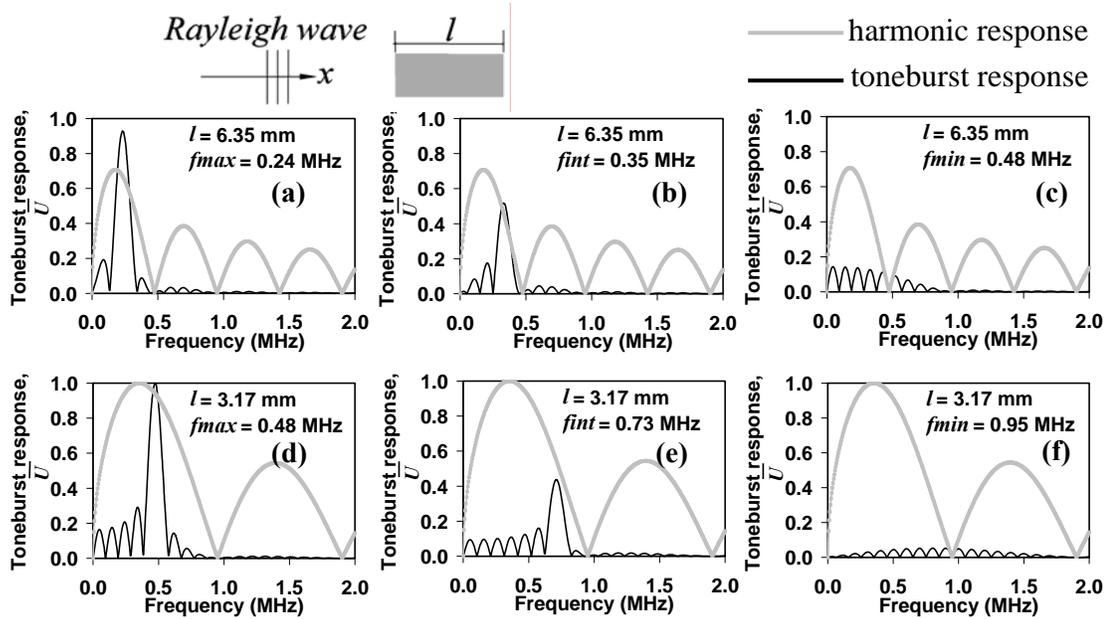 Rayleigh wave
x
l
harmonic response
toneburst response
Toneburst response, U
1.0
0.8
0.6
0.4
0.2
0.0
l = 6.35 mm
fmax = 0.24 MHz
(a)
0.0 0.5 1.0 1.5 2.0
Frequency (MHz)
Toneburst response, U
1.0
0.8
0.6
0.4
0.2
0.0
l = 6.35 mm
fint = 0.35 MHz
(b)
0.0 0.5 1.0 1.5 2.0
Frequency (MHz)
Toneburst response, U
1.0
0.8
0.6
0.4
0.2
0.0
l = 6.35 mm
fmin = 0.48 MHz
(c)
0.0 0.5 1.0 1.5 2.0
Frequency (MHz)
Toneburst response, U
1.0
0.8
0.6
0.4
0.2
0.0
l = 3.17 mm
fmax = 0.48 MHz
(d)
0.0 0.5 1.0 1.5 2.0
Frequency (MHz)
Toneburst response, U
1.0
0.8
0.6
0.4
0.2
0.0
l = 3.17 mm
fint = 0.73 MHz
(e)
0.0 0.5 1.0 1.5 2.0
Frequency (MHz)
Toneburst response, U
1.0
0.8
0.6
0.4
0.2
0.0
l = 3.17 mm
fmin = 0.95 MHz
(f)
0.0 0.5 1.0 1.5 2.0
Frequency (MHz)